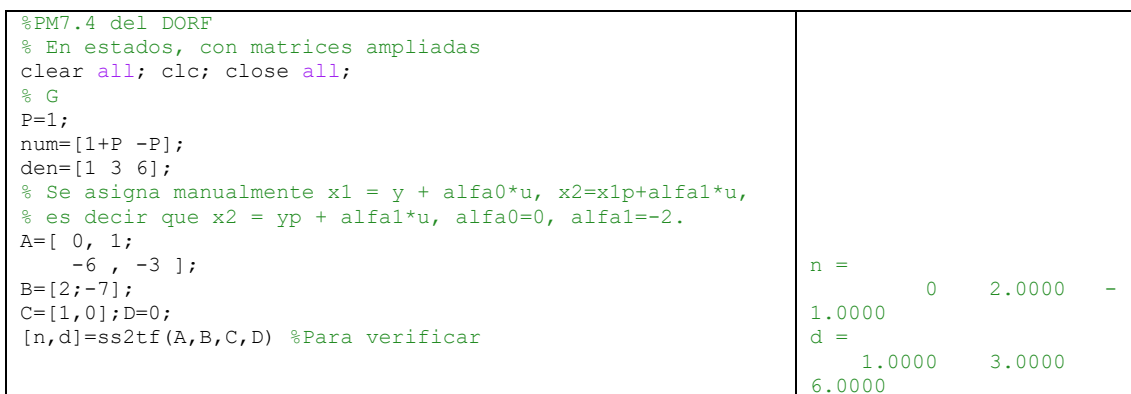 %PM7.4 del DORF
% En estados, con matrices ampliadas
clear all; clc; close all;
% G
P=1;
num=[1+P -P];
den=[1 3 6];
% Se asigna manualmente x1 = y + alfa0*u, x2=x1p+alfa1*u,
% es decir que x2 = yp + alfa1*u, alfa0=0, alfa1=-2.
A=[ 0, 1;
-6 , -3 ];
B=[2;-7];
C=[1,0];D=0;
[n,d]=ss2tf(A,B,C,D) %Para verificar
n =
0 2.0000 -
1.0000
d =
1.0000 3.0000
6.0000